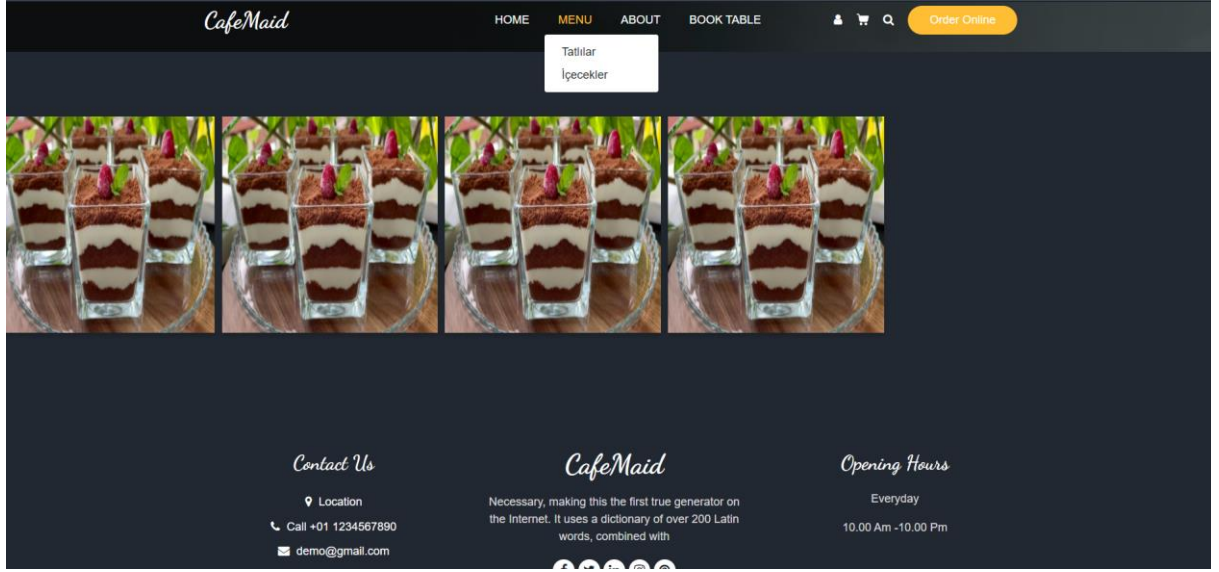 CafeMaid
HOME MENU ABOUT BOOK TABLE Order Online
Tatlılar
İçecekler
Contact Us
Location
Call +01 1234567890
demo@gmail.com
CafeMaid
Necessary, making this the first true generator on
the Internet. It uses a dictionary of over 200 Latin
words, combined with
Opening Hours
Everyday
10.00 Am -10.00 Pm